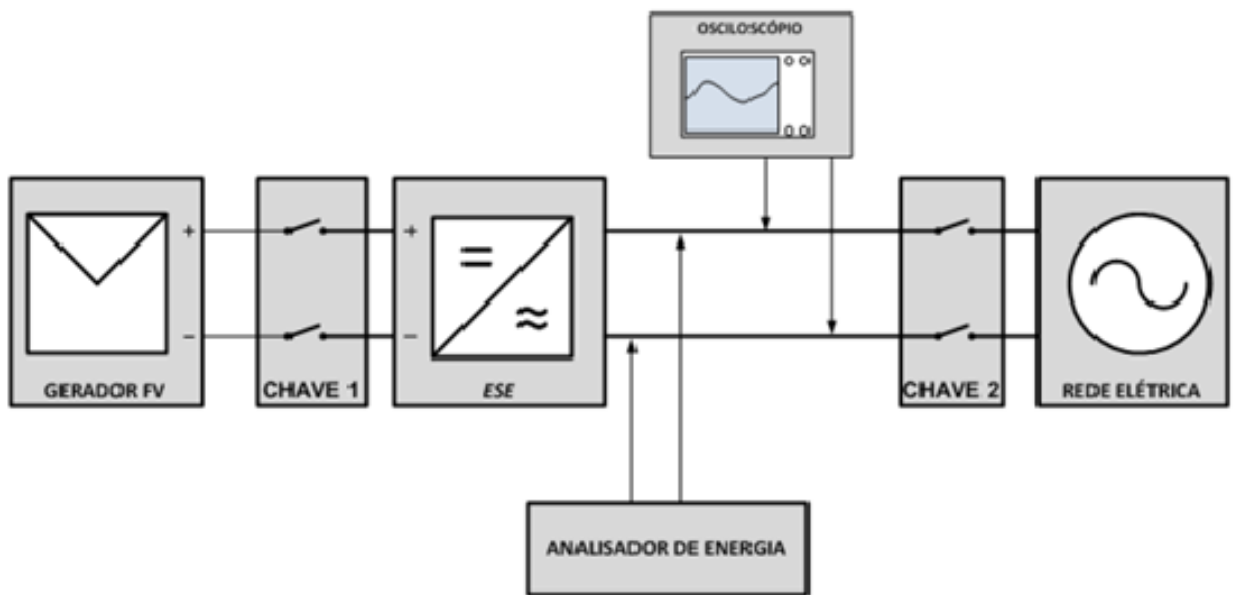 OSCILOSCÓPIO
+
+
−
−
GERADOR FV
CHAVE 1
ESE
CHAVE 2
REDE ELÉTRICA
ANALISADOR DE ENERGIA